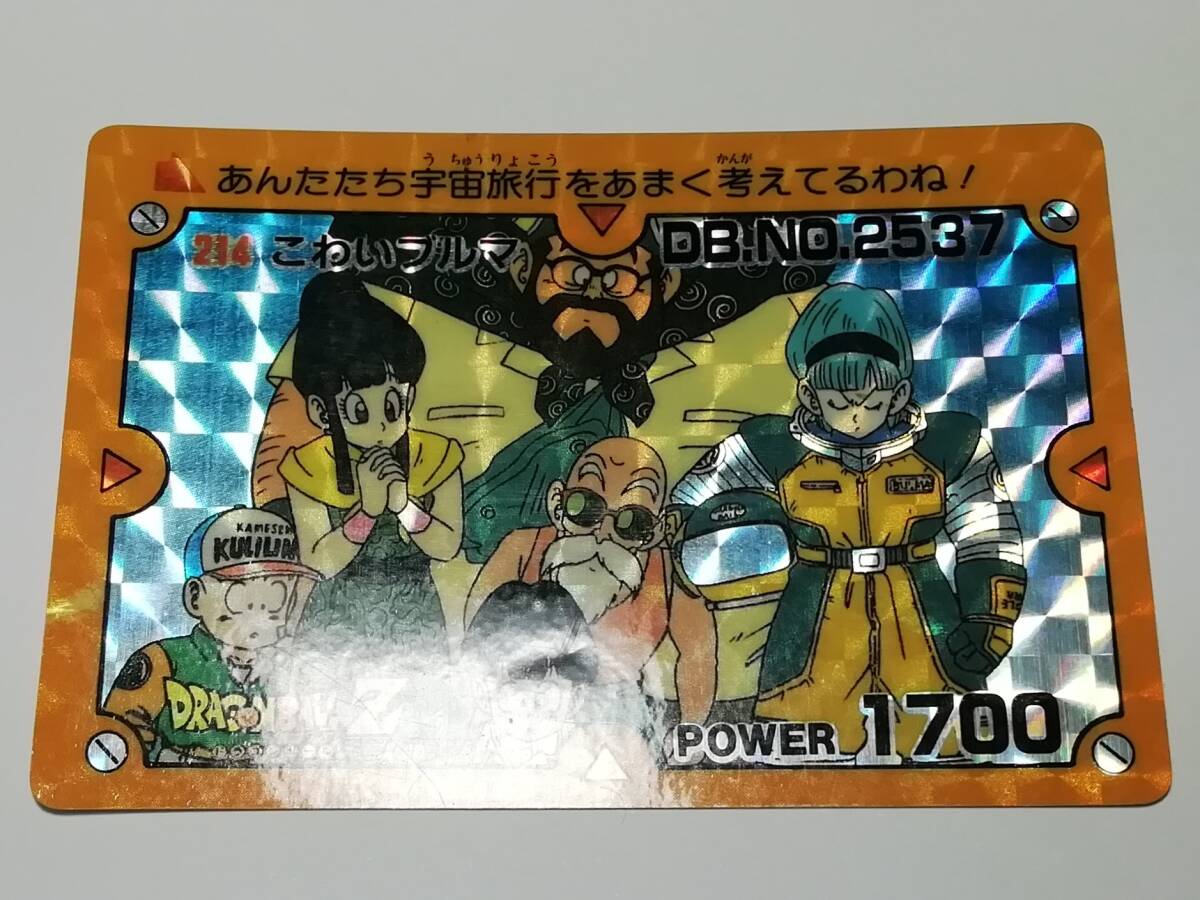 うちゅうりょこう かんが
あんたたち宇宙旅行をあまく考えてるわね!
214 こわいブルマ DB.NO.2537
BULMA
KAMESEN
KULILIN
DRAGONBALL Z
POWER 1700